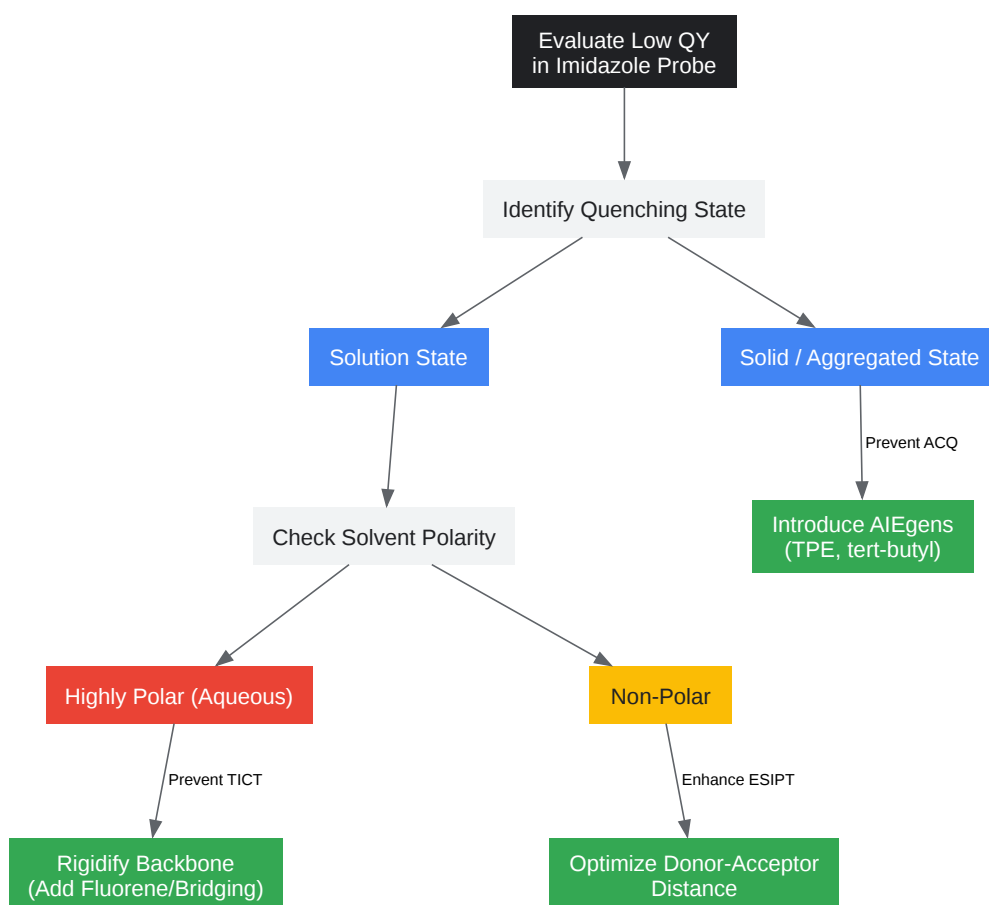 Evaluate Low QY
in Imidazole Probe
Identify Quenching State
Solution State
Solid / Aggregated State
Prevent ACQ
Introduce AIEgens
(TPE, tert-butyl)
Check Solvent Polarity
Highly Polar (Aqueous)
Non-Polar
Prevent TICT
Enhance ESIPT
Rigidify Backbone
(Add Fluorene/Bridging)
Optimize Donor-Acceptor
Distance